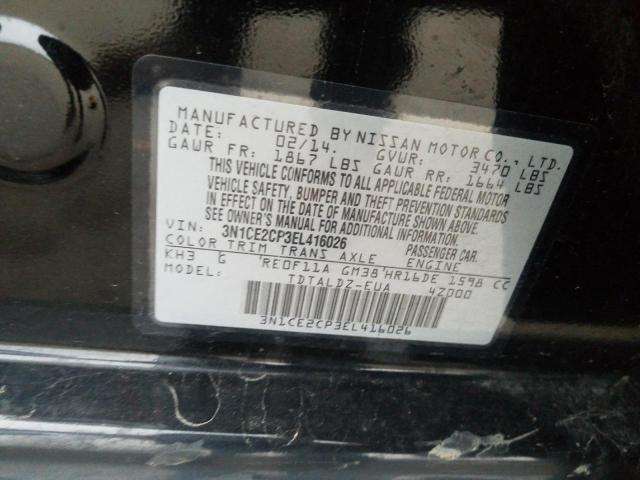 MANUFACTURED BY NISSAN MOTOR CO., LTD.
DATE: 02/14. GVWR: 3470 LBS
GAWR FR: 1867 LBS GAWR RR: 1664 LBS
THIS VEHICLE CONFORMS TO ALL APPLICABLE FEDERAL MOTOR
VEHICLE SAFETY, BUMPER AND THEFT PREVENTION STANDARDS
IN EFFECT ON THE DATE OF MANUFACTURE SHOWN ABOVE.
SEE OWNER'S MANUAL FOR ADDITIONAL INFORMATION.
VIN: 3N1CE2CP3EL416026 PASSENGER CAR.
COLOR TRIM TRANS AXLE ENGINE
KH3 G 'RE0F11A GM38'HR16DE 1598 CC
MODEL: TDTALDZ-EUA 4Z000
3N1CE2CP3EL416026